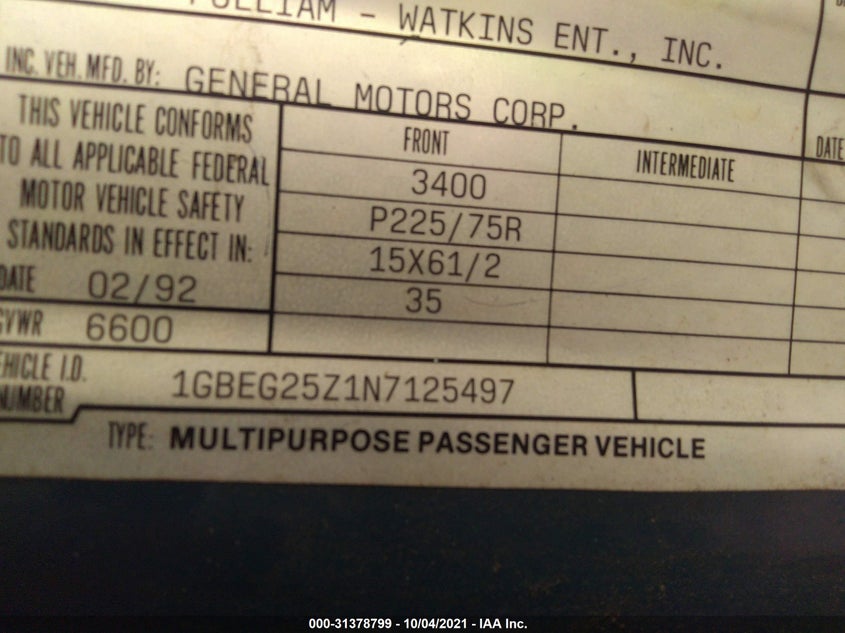 - WATKINS ENT., INC.
INC. VEH. MFD. BY: GENERAL MOTORS CORP.
THIS VEHICLE CONFORMS
TO ALL APPLICABLE FEDERAL
MOTOR VEHICLE SAFETY
STANDARDS IN EFFECT IN:
DATE 02/92
GVWR 6600
FRONT INTERMEDIATE DATE
3400
P225/75R
15X61/2
35
VEHICLE I.D.
NUMBER
1GBEG25Z1N7125497
TYPE: MULTIPURPOSE PASSENGER VEHICLE
000-31378799 - 10/04/2021 - IAA Inc.